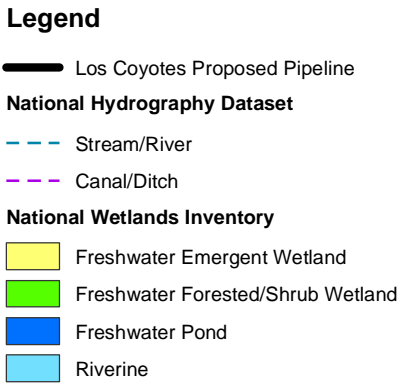 Legend
Los Coyotes Proposed Pipeline
National Hydrography Dataset
Stream/River
Canal/Ditch
National Wetlands Inventory
Freshwater Emergent Wetland
Freshwater Forested/Shrub Wetland
Freshwater Pond
Riverine